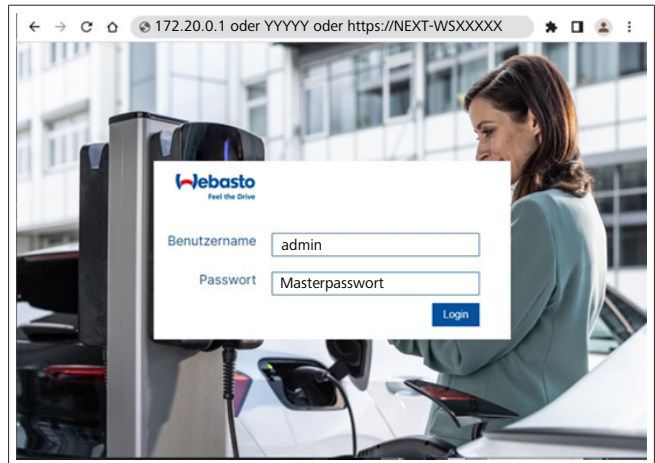 172.20.0.1 oder YYYYY oder https://NEXT-WSXXXXX
Webasto
Feel the Drive
Benutzername
admin
Passwort
Masterpasswort
Login